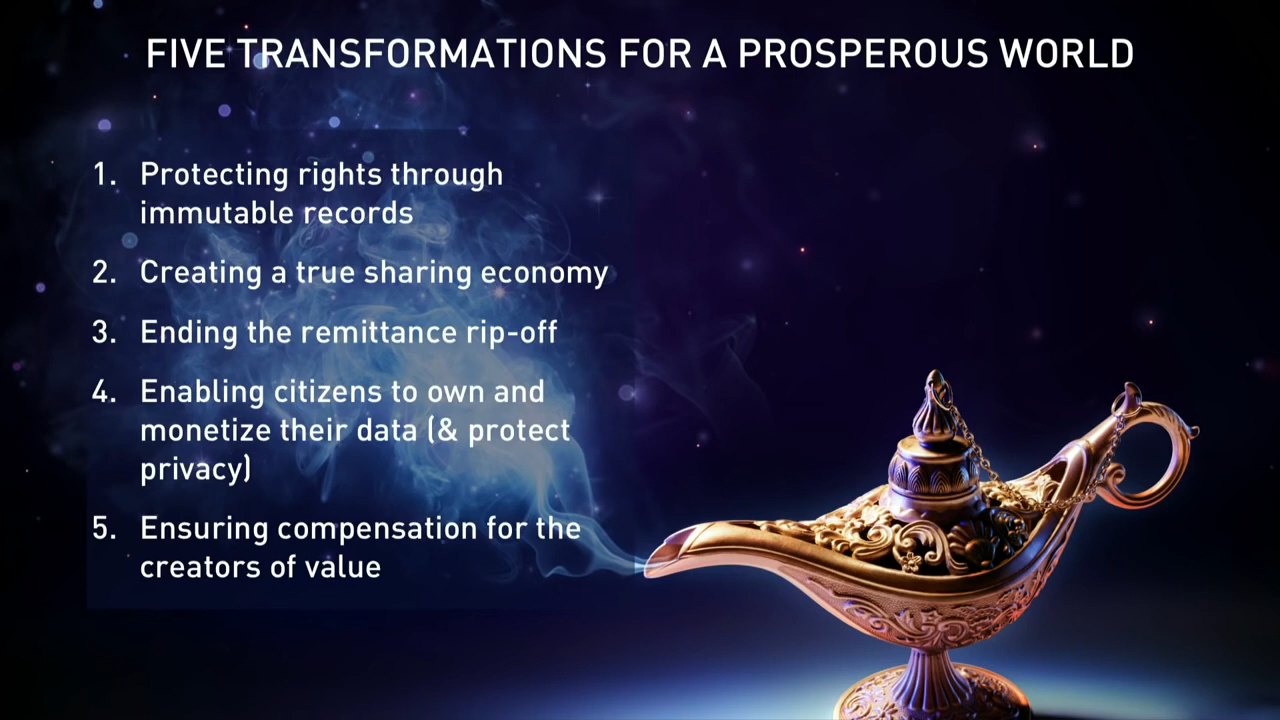 FIVE TRANSFORMATIONS FOR A PROSPEROUS WORLD
1. Protecting rights through
immutable records
2. Creating a true sharing economy
3. Ending the remittance rip-off
4. Enabling citizens to own and
monetize their data (& protect
privacy)
5. Ensuring compensation for the
creators of value